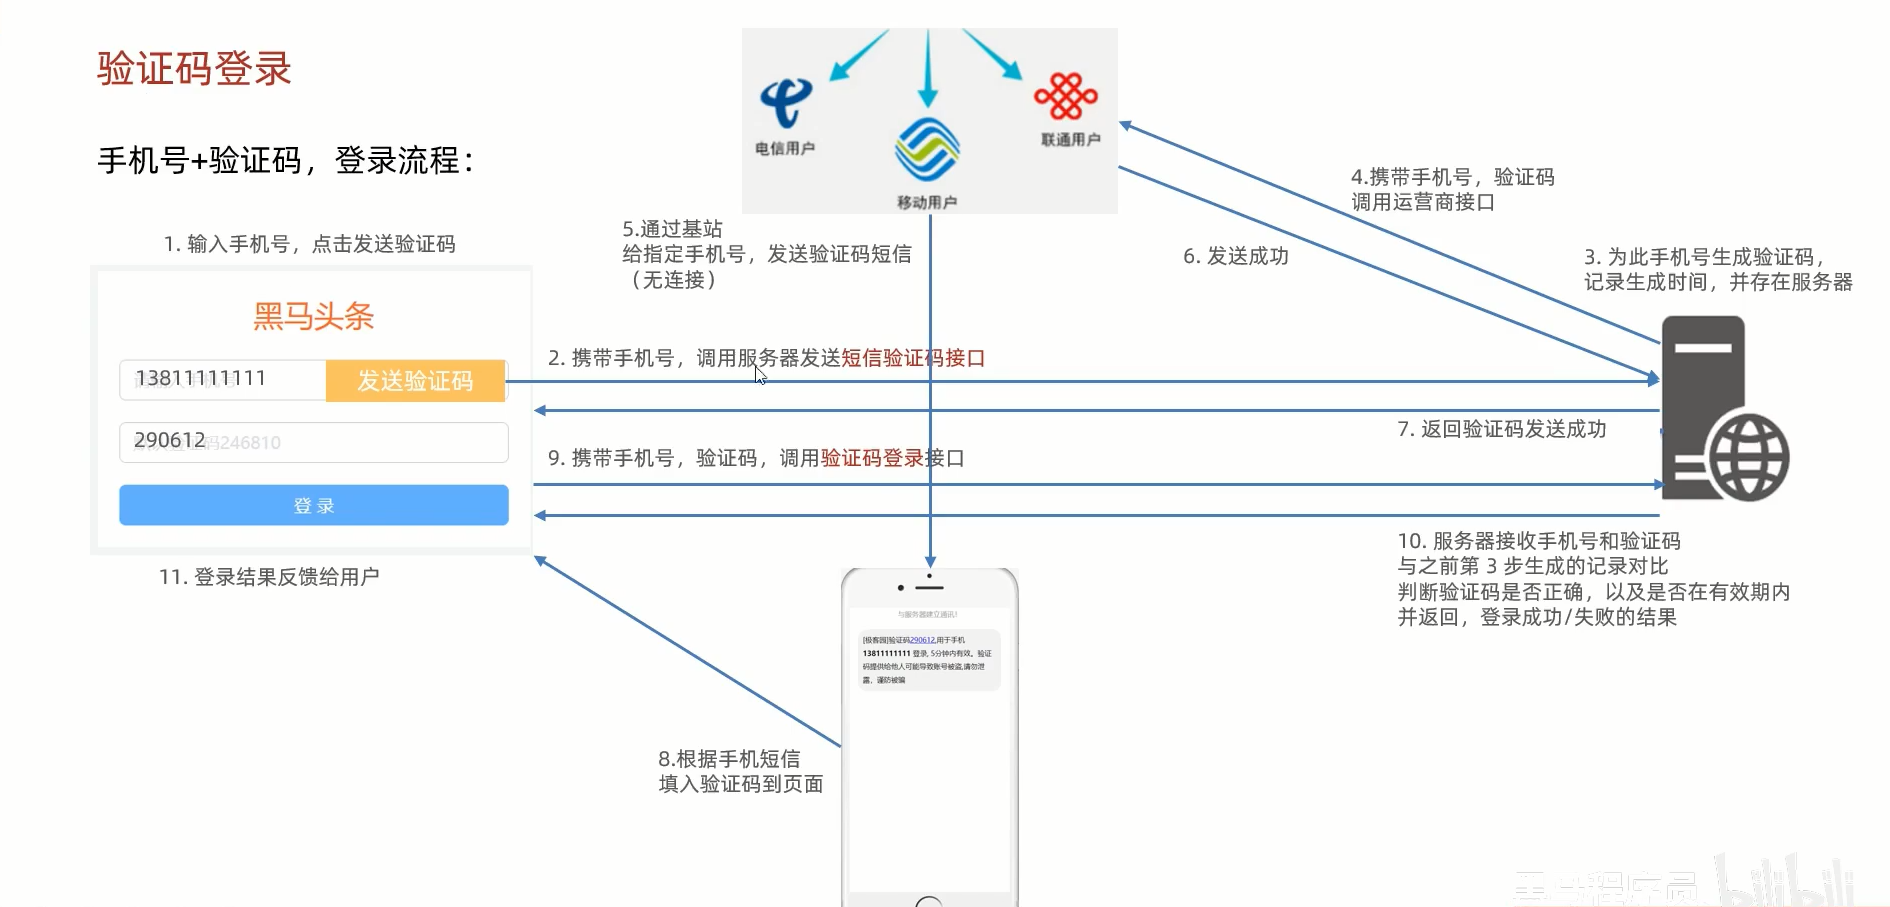 验证码登录
手机号+验证码，登录流程：
电信用户
移动用户
联通用户
1. 输入手机号，点击发送验证码
黑马头条
13811111111
发送验证码
290612
246810
登 录
11. 登录结果反馈给用户
5.通过基站
给指定手机号，发送验证码短信
（无连接）
2. 携带手机号，调用服务器发送短信验证码接口
9. 携带手机号，验证码，调用验证码登录接口
4.携带手机号，验证码
调用运营商接口
6. 发送成功
3. 为此手机号生成验证码，
记录生成时间，并存在服务器
7. 返回验证码发送成功
10. 服务器接收手机号和验证码
与之前第 3 步生成的记录对比
判断验证码是否正确，以及是否在有效期内
并返回，登录成功/失败的结果
与服务器建立通讯!
[极客园]验证码290612,用于手机
13811111111 登录, 5分钟内有效。验证
码提供给他人可能导致账号被盗,请勿泄
露，谨防被骗
8.根据手机短信
填入验证码到页面
黑马程序员
bilibili